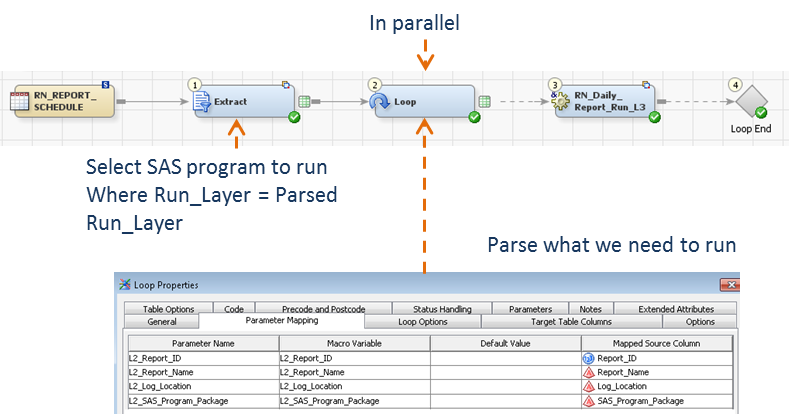 In parallel
1
2
3
4
S
RN_REPORT_
SCHEDULE
Extract
Loop
&
RN_Daily_
Report_Run_L3
Loop End
Select SAS program to run
Where Run_Layer = Parsed
Run_Layer
Parse what we need to run
Loop Properties
Table Options Code Precode and Postcode Status Handling Parameters Notes Extended Attributes
General Parameter Mapping Loop Options Target Table Columns Options
Parameter Name Macro Variable Default Value Mapped Source Column
L2_Report_ID L2_Report_ID Report_ID
L2_Report_Name L2_Report_Name Report_Name
L2_Log_Location L2_Log_Location Log_Location
L2_SAS_Program_Package L2_SAS_Program_Package SAS_Program_Package